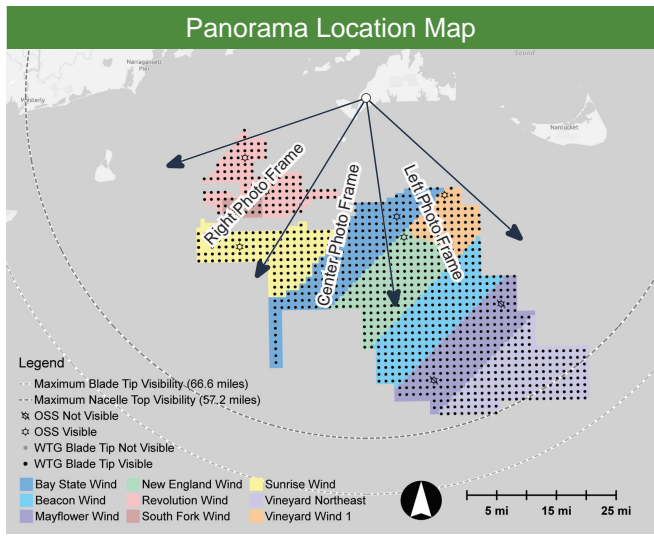 Panorama Location Map
Sound
Narragansett
Pier
Westerly
Nantucket
Right Photo Frame
Center Photo Frame
Left Photo Frame
Legend
Maximum Blade Tip Visibility (66.6 miles)
Maximum Nacelle Top Visibility (57.2 miles)
OSS Not Visible
OSS Visible
WTG Blade Tip Not Visible
WTG Blade Tip Visible
Bay State Wind New England Wind Sunrise Wind
Beacon Wind Revolution Wind Vineyard Northeast
Mayflower Wind South Fork Wind Vineyard Wind 1
5 mi 15 mi 25 mi